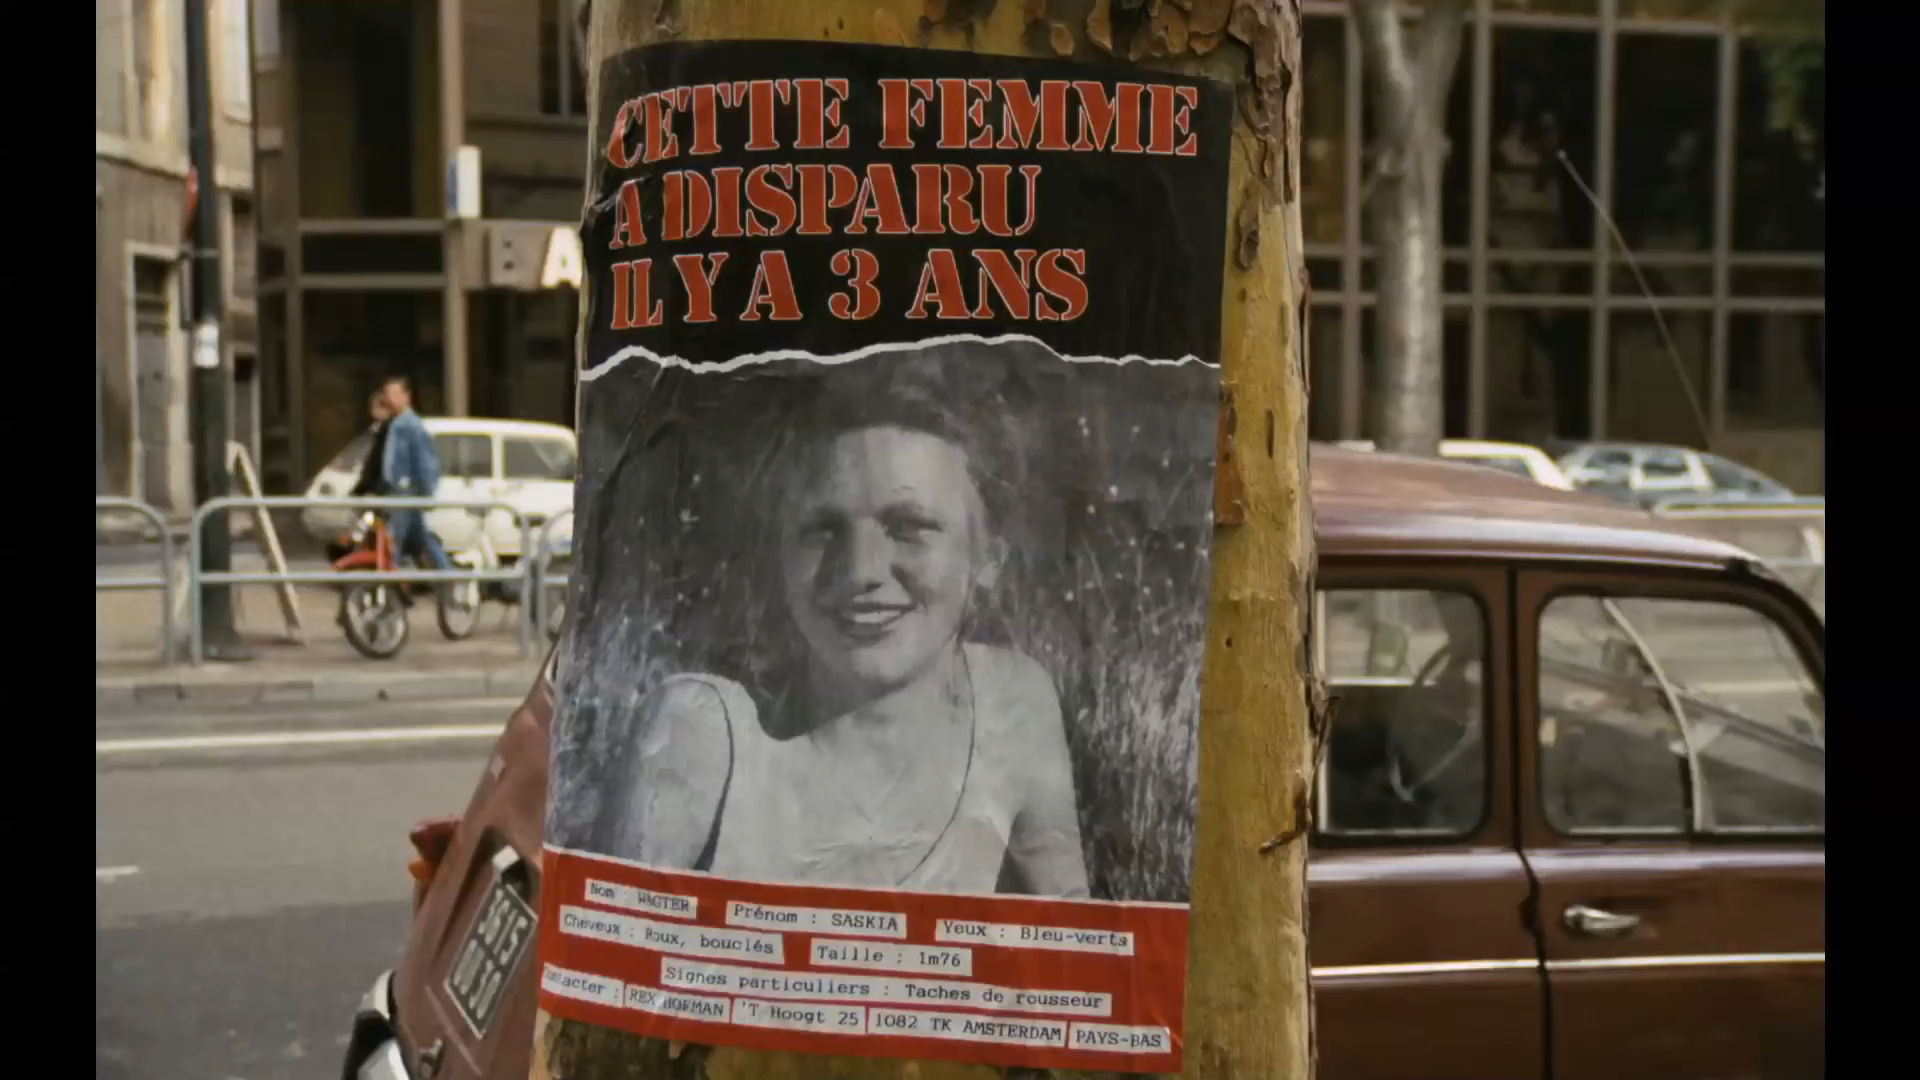 CETTE FEMME
A DISPARU
IL Y A 3 ANS
Nom : WAGTER Prénom : SASKIA Yeux : Bleu-verts
Cheveux : Roux, bouclés Taille : 1m76
Signes particuliers : Taches de rousseur
Contacter : REX HOFMAN 'T Hoogt 25 1082 TK AMSTERDAM PAYS-BAS
A